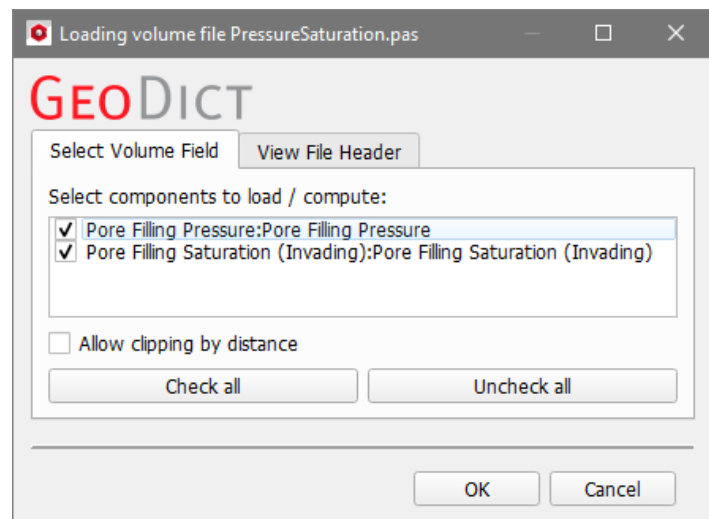 Loading volume file PressureSaturation.pas
GEODICT
Select Volume Field
View File Header
Select components to load / compute:
Pore Filling Pressure:Pore Filling Pressure
Pore Filling Saturation (Invading):Pore Filling Saturation (Invading)
Allow clipping by distance
Check all
Uncheck all
OK
Cancel